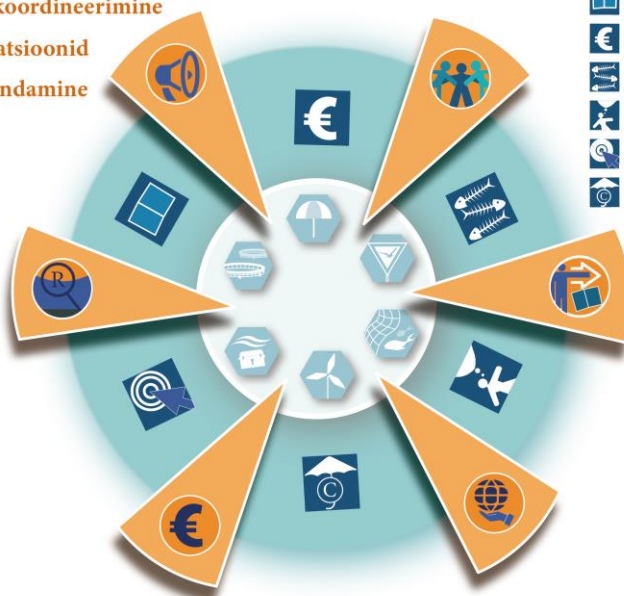 koordineerimine
atsioonid
ndamine
€
€
R
C
C
€